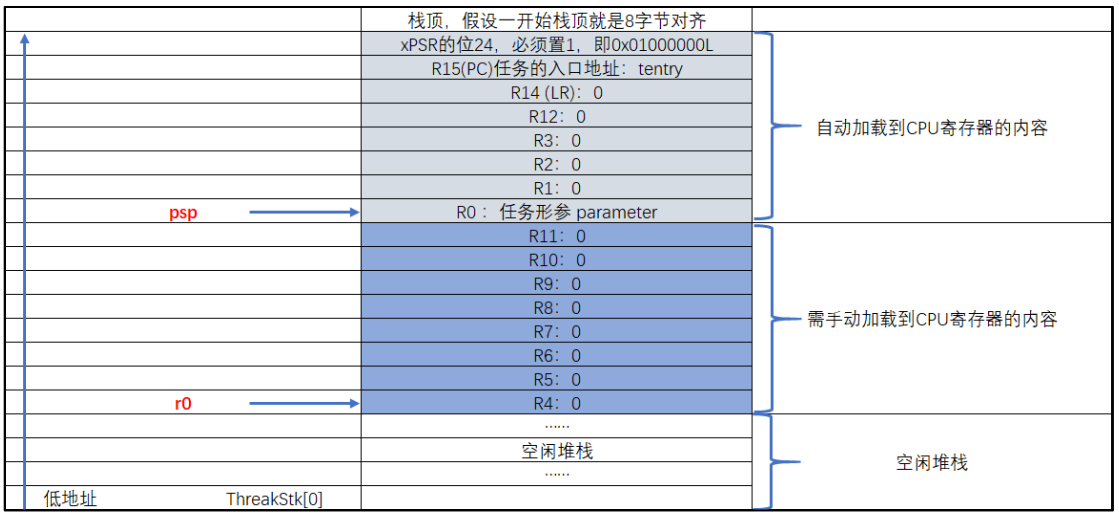 栈顶，假设一开始栈顶就是8字节对齐
xPSR的位24，必须置1，即0x01000000L
R15(PC)任务的入口地址：tentry
R14 (LR)：0
R12：0
R3：0
自动加载到CPU寄存器的内容
R2：0
R1：0
psp
R0 ：任务形参 parameter
R11：0
R10：0
R9：0
R8：0
需手动加载到CPU寄存器的内容
R7：0
R6：0
R5：0
r0
R4：0
......
空闲堆栈
空闲堆栈
......
低地址 ThreakStk[0]